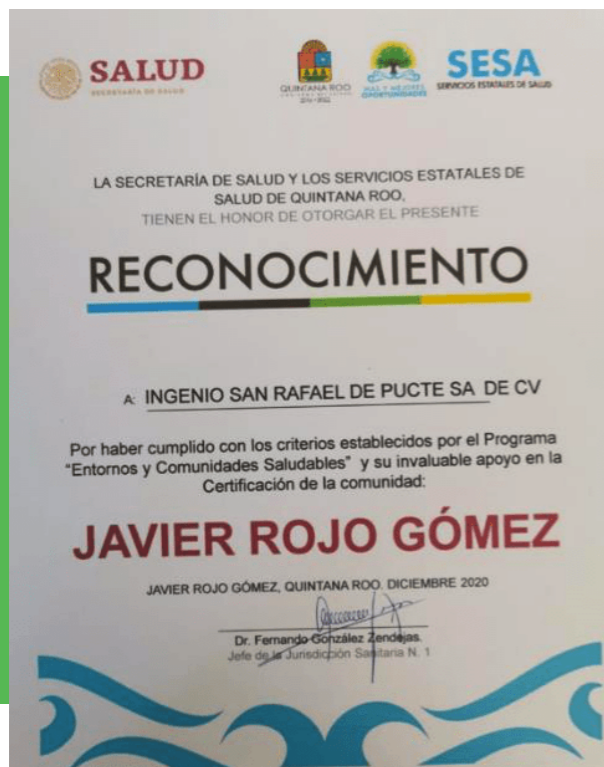 SALUD
SECRETARÍA DE SALUD
QUINTANA ROO
MÁS Y MEJORES
OPORTUNIDADES
SESA
SERVICIOS ESTATALES DE SALUD
LA SECRETARÍA DE SALUD Y LOS SERVICIOS ESTATALES DE
SALUD DE QUINTANA ROO,
TIENEN EL HONOR DE OTORGAR EL PRESENTE
RECONOCIMIENTO
A: INGENIO SAN RAFAEL DE PUCTE SA DE CV
Por haber cumplido con los criterios establecidos por el Programa
“Entornos y Comunidades Saludables” y su invaluable apoyo en la
Certificación de la comunidad:
JAVIER ROJO GÓMEZ
JAVIER ROJO GÓMEZ, QUINTANA ROO. DICIEMBRE 2020
Dr. Fernando González Zendejas.
Jefe de la Jurisdicción Sanitaria N. 1